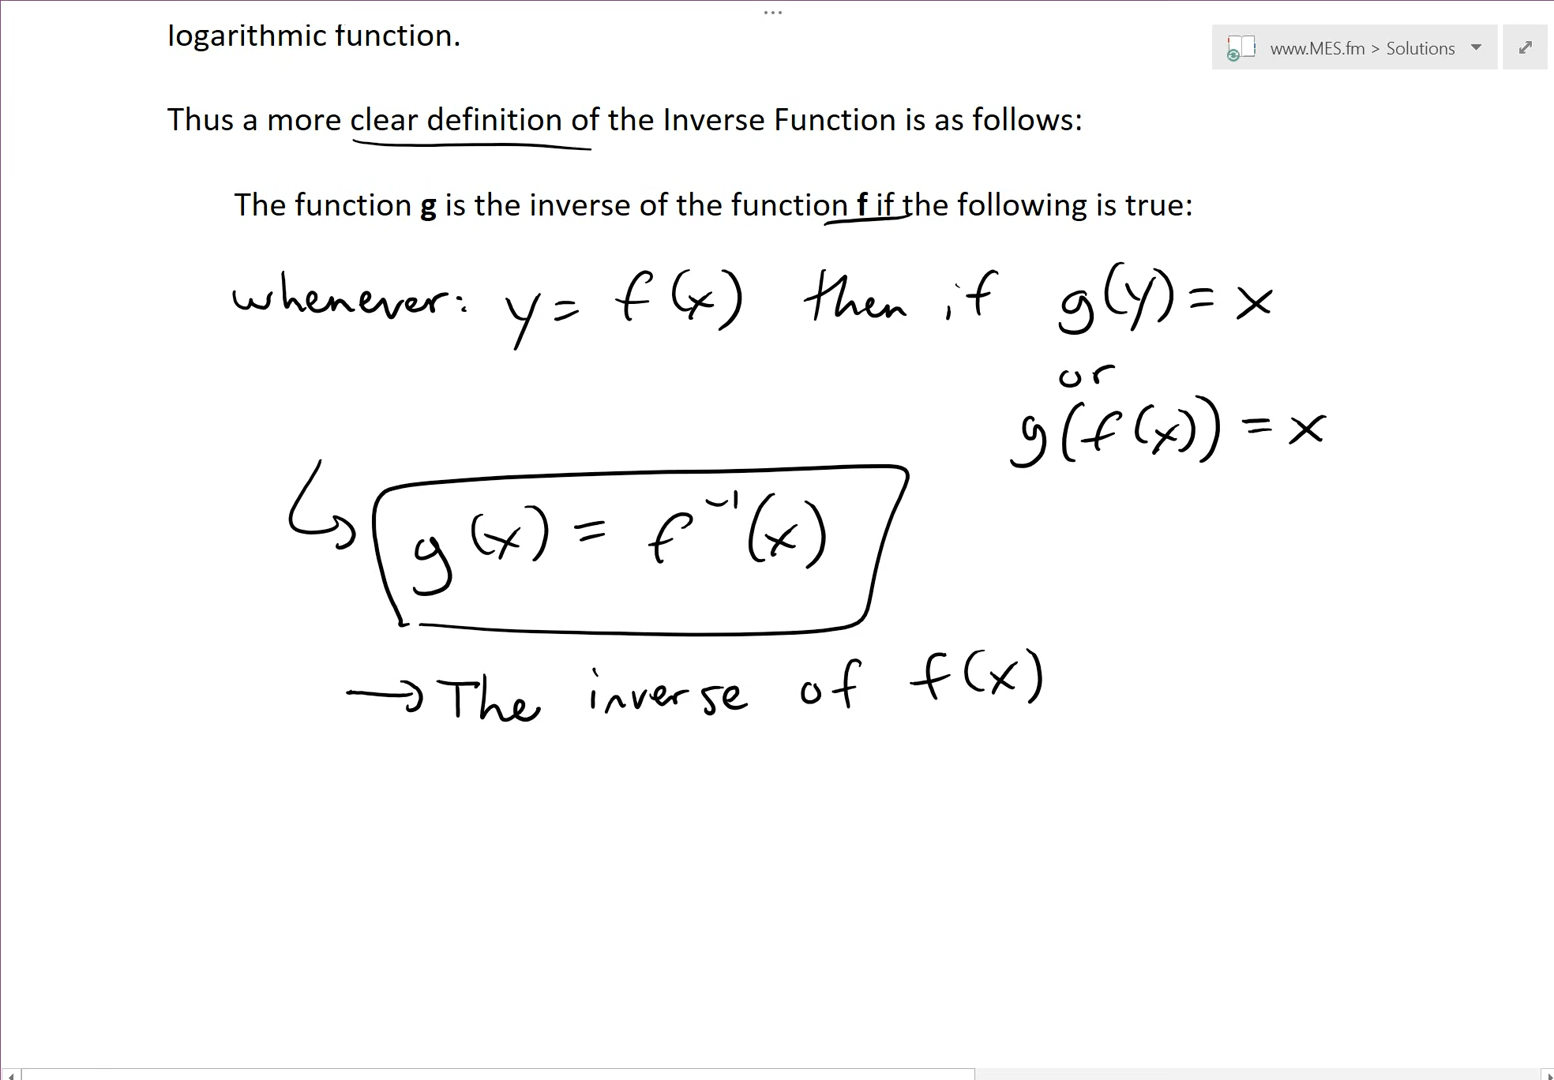 logarithmic function.
www.MES.fm > Solutions
Thus a more clear definition of the Inverse Function is as follows:
The function g is the inverse of the function f if the following is true:
whenever: y = f(x) then if g(y) = x
or
g(f(x)) = x
g(x) = f⁻¹(x)
→ The inverse of f(x)